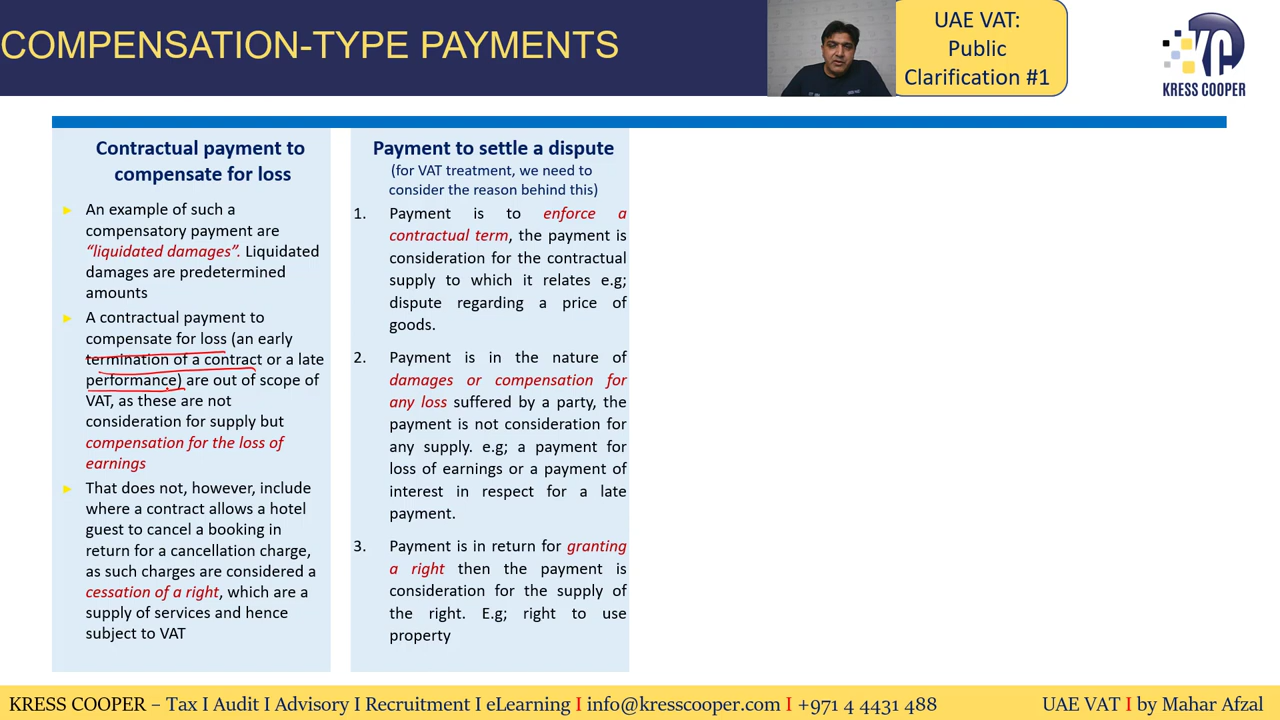 COMPENSATION-TYPE PAYMENTS
UAE VAT:
Public
Clarification #1
KC
KRESS COOPER
Contractual payment to
compensate for loss
An example of such a
compensatory payment are
“liquidated damages”. Liquidated
damages are predetermined
amounts
A contractual payment to
compensate for loss (an early
termination of a contract or a late
performance) are out of scope of
VAT, as these are not
consideration for supply but
compensation for the loss of
earnings
That does not, however, include
where a contract allows a hotel
guest to cancel a booking in
return for a cancellation charge,
as such charges are considered a
cessation of a right, which are a
supply of services and hence
subject to VAT
Payment to settle a dispute
(for VAT treatment, we need to
consider the reason behind this)
1. Payment is to enforce a
contractual term, the payment is
consideration for the contractual
supply to which it relates e.g;
dispute regarding a price of
goods.
2. Payment is in the nature of
damages or compensation for
any loss suffered by a party, the
payment is not consideration for
any supply. e.g; a payment for
loss of earnings or a payment of
interest in respect for a late
payment.
3. Payment is in return for granting
a right then the payment is
consideration for the supply of
the right. E.g; right to use
property
KRESS COOPER – Tax I Audit I Advisory I Recruitment I eLearning I info@kresscooper.com I +971 4 4431 488
UAE VAT I by Mahar Afzal